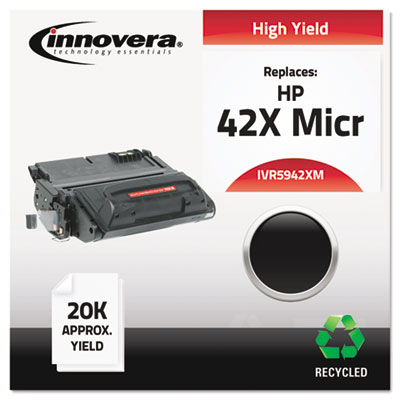 innovera
technology essentials
High Yield
Replaces:
HP
42X Micr
IVR5942XM
20K
APPROX.
YIELD
RECYCLED